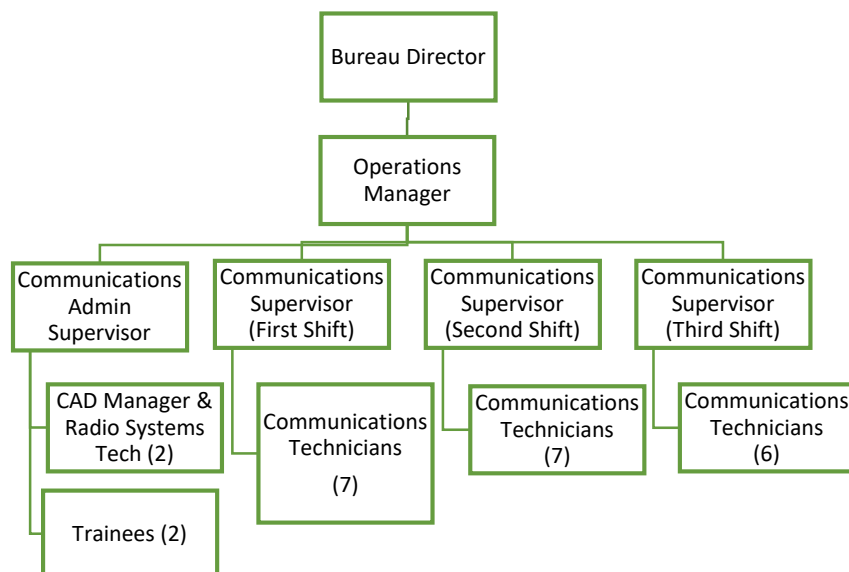 Bureau Director
Operations
Manager
Communications
Admin
Supervisor
Communications
Supervisor
(First Shift)
Communications
Supervisor
(Second Shift)
Communications
Supervisor
(Third Shift)
CAD Manager &
Radio Systems
Tech (2)
Trainees (2)
Communications
Technicians
(7)
Communications
Technicians
(7)
Communications
Technicians
(6)